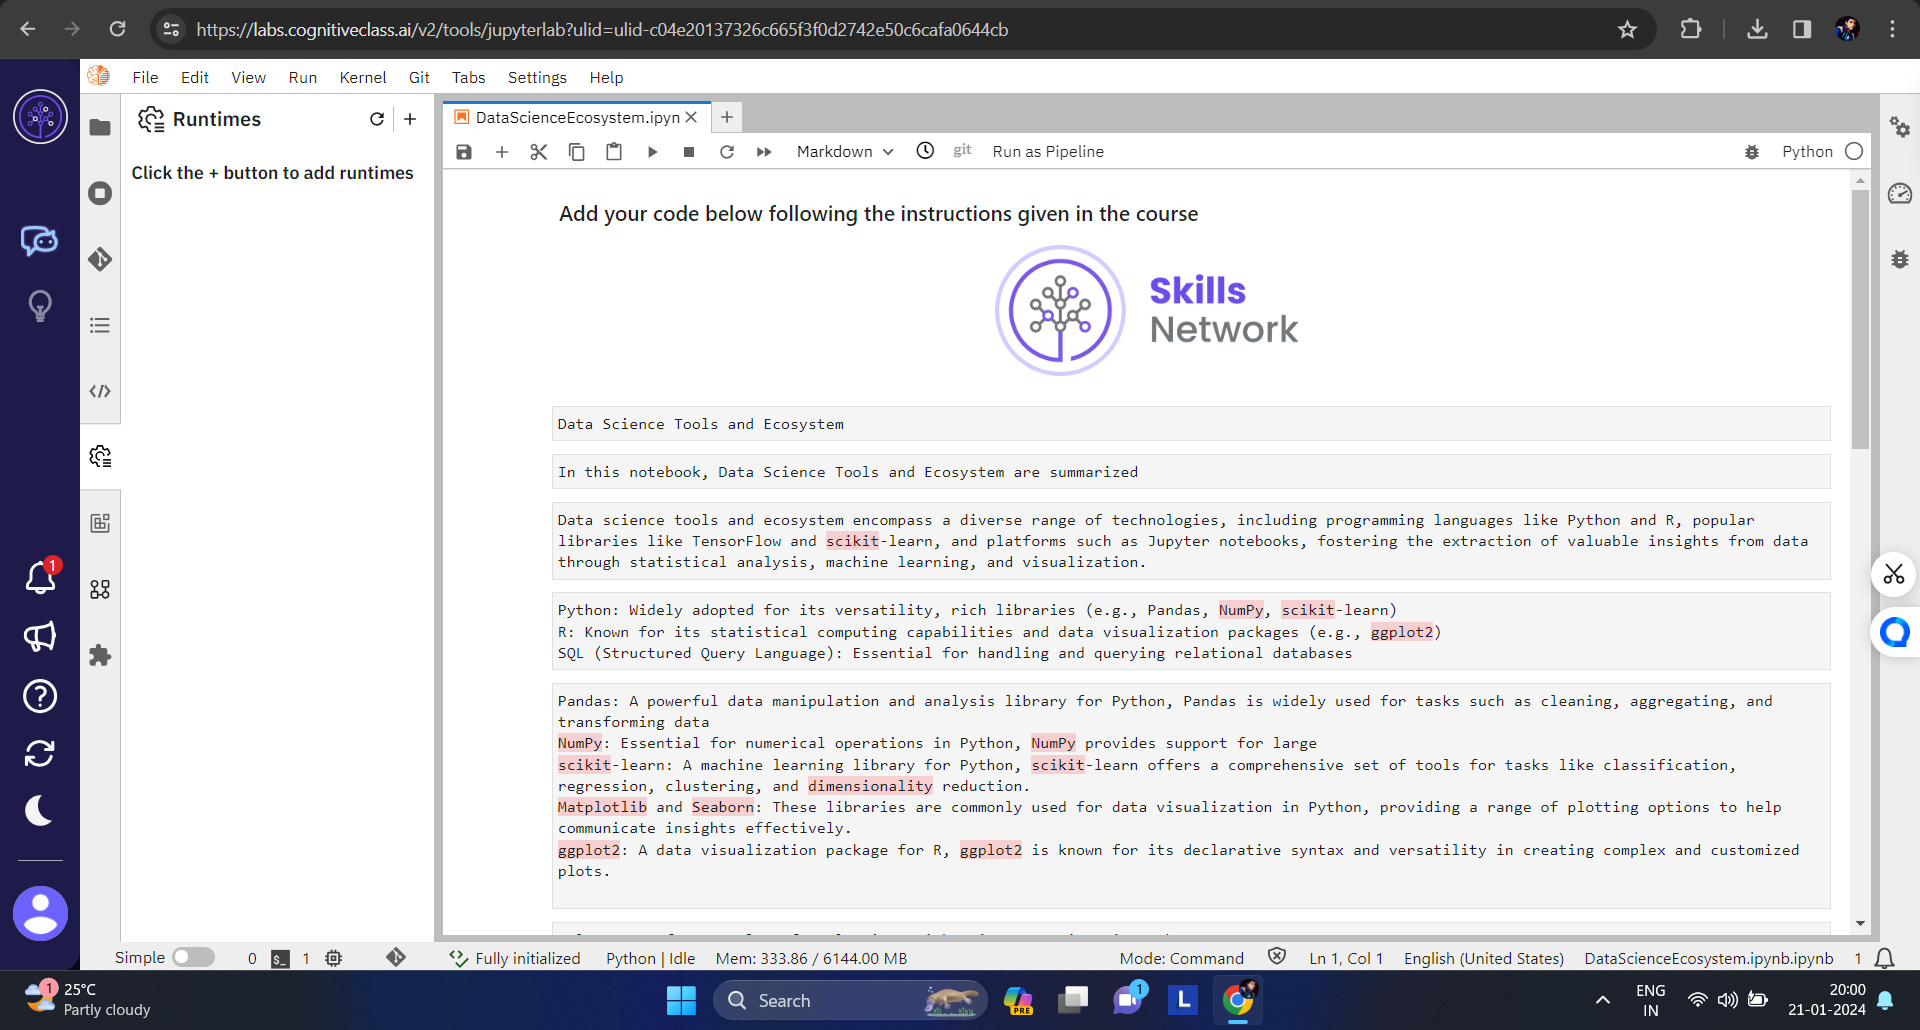 https://labs.cognitiveclass.ai/v2/tools/jupyterlab?ulid=ulid-c04e20137326c665f3f0d2742e50c6cafa0644cb
File Edit View Run Kernel Git Tabs Settings Help
Runtimes
Click the + button to add runtimes
DataScienceEcosystem.ipyn
Markdown git Run as Pipeline Python
Add your code below following the instructions given in the course
Skills
Network
Data Science Tools and Ecosystem
In this notebook, Data Science Tools and Ecosystem are summarized
Data science tools and ecosystem encompass a diverse range of technologies, including programming languages like Python and R, popular
libraries like TensorFlow and scikit-learn, and platforms such as Jupyter notebooks, fostering the extraction of valuable insights from data
through statistical analysis, machine learning, and visualization.
Python: Widely adopted for its versatility, rich libraries (e.g., Pandas, NumPy, scikit-learn)
R: Known for its statistical computing capabilities and data visualization packages (e.g., ggplot2)
SQL (Structured Query Language): Essential for handling and querying relational databases
Pandas: A powerful data manipulation and analysis library for Python, Pandas is widely used for tasks such as cleaning, aggregating, and
transforming data
NumPy: Essential for numerical operations in Python, NumPy provides support for large
scikit-learn: A machine learning library for Python, scikit-learn offers a comprehensive set of tools for tasks like classification,
regression, clustering, and dimensionality reduction.
Matplotlib and Seaborn: These libraries are commonly used for data visualization in Python, providing a range of plotting options to help
communicate insights effectively.
ggplot2: A data visualization package for R, ggplot2 is known for its declarative syntax and versatility in creating complex and customized
plots.
1
Simple 0 $_ 1 Fully initialized Python | Idle Mem: 333.86 / 6144.00 MB Mode: Command Ln 1, Col 1 English (United States) DataScienceEcosystem.ipynb.ipynb 1
1 25°C
Partly cloudy
Search
PRE
1
L
ENG
IN
20:00
21-01-2024